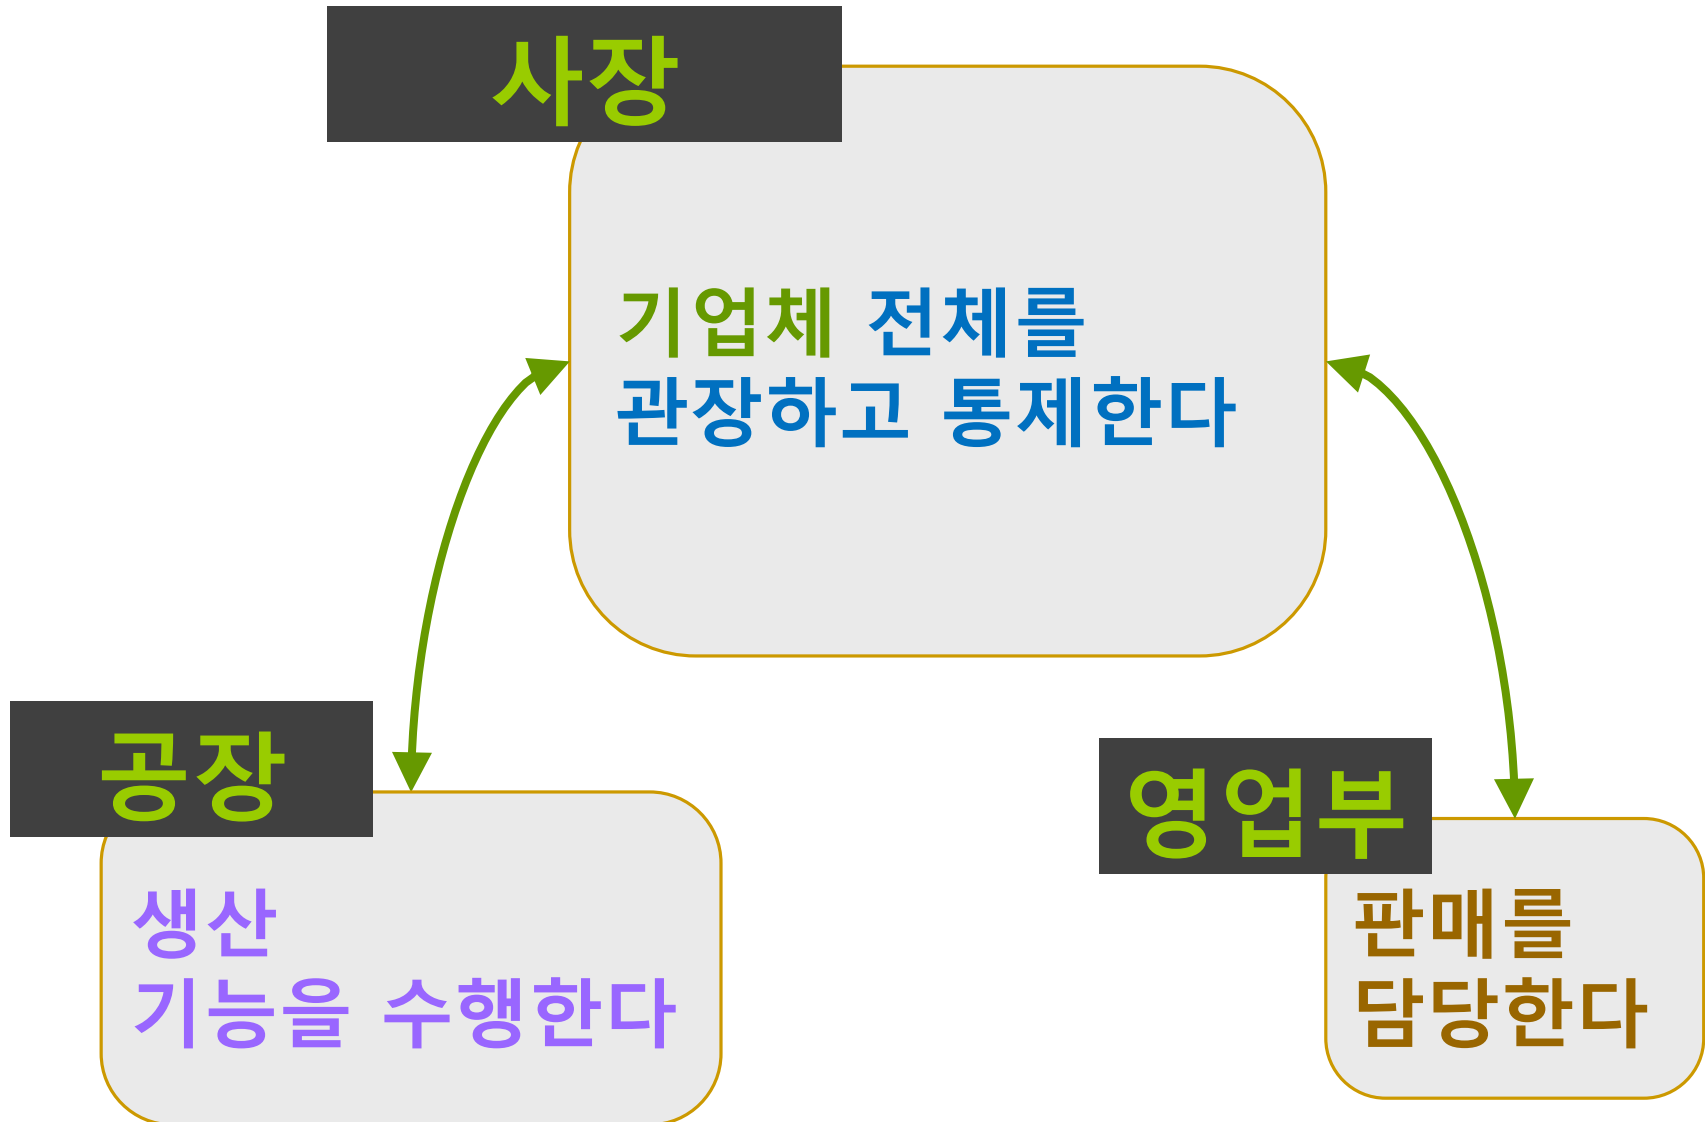 사장
기업체 전체를
관장하고 통제한다
공장
생산
기능을 수행한다
영업부
판매를
담당한다